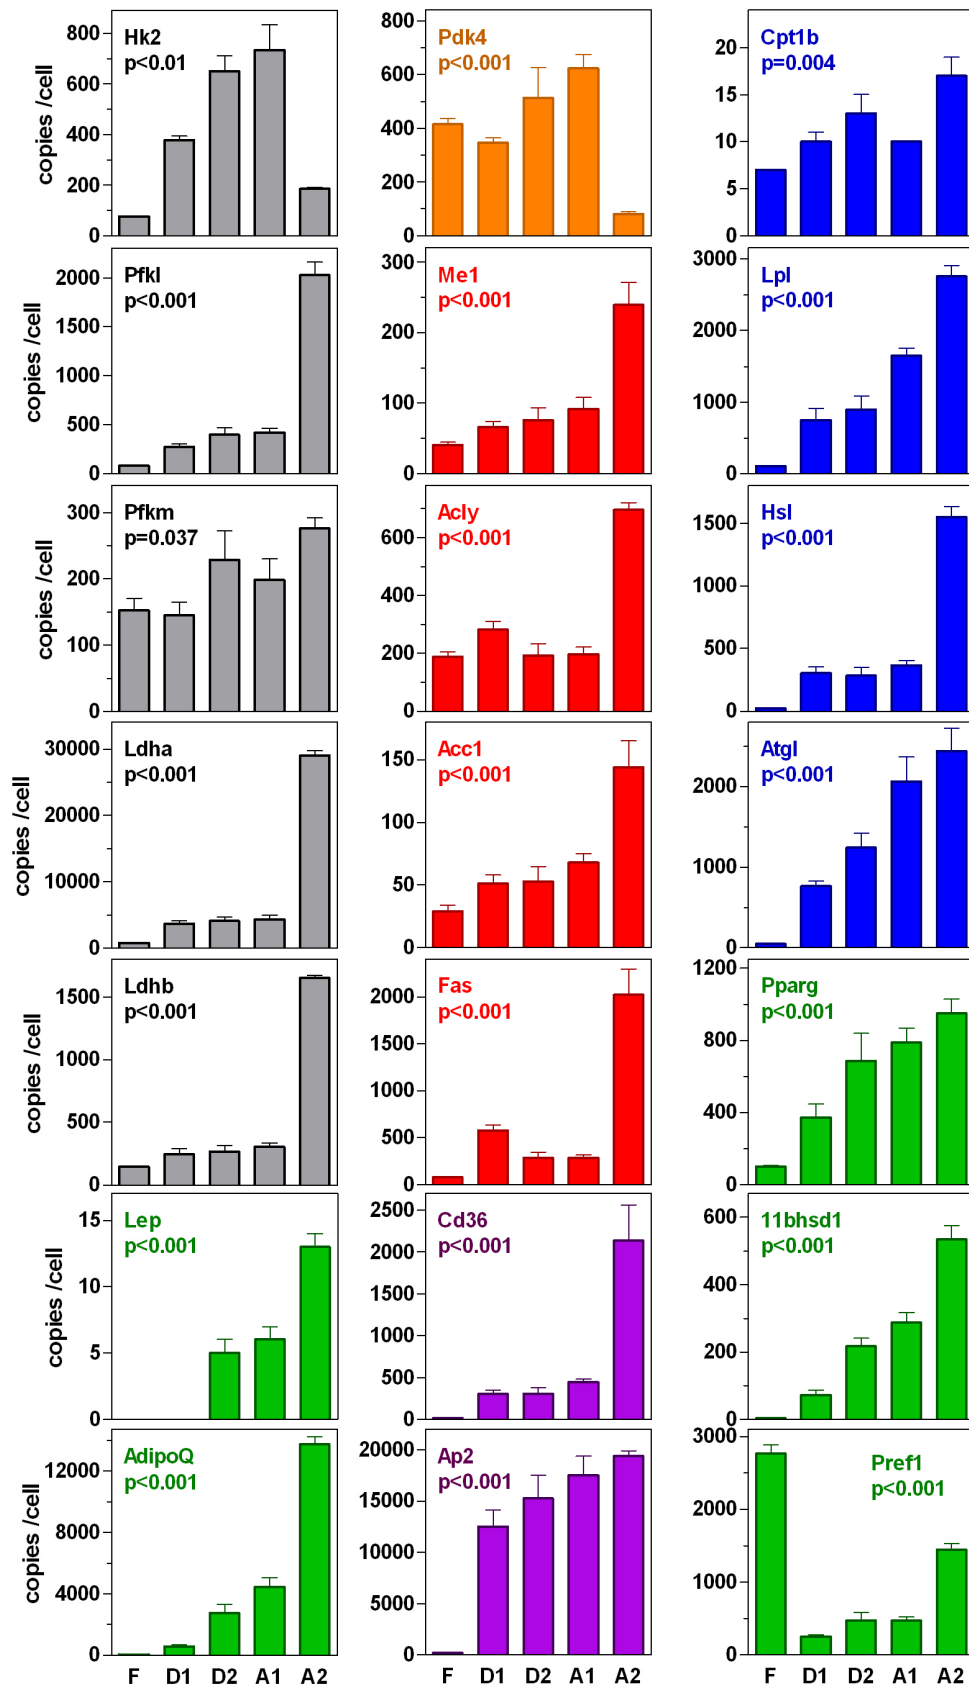 Hk2
p<0.01
copies /cell
800
600
400
200
0
Pdk4
p<0.001
800
600
400
200
0
Cpt1b
p=0.004
20
15
10
5
0
Pfkl
p<0.001
copies /cell
2000
1500
1000
500
0
Me1
p<0.001
300
200
100
0
Lpl
p<0.001
3000
2000
1000
0
Pfkm
p=0.037
copies /cell
300
200
100
0
Acly
p<0.001
600
400
200
0
Hsl
p<0.001
1500
1000
500
0
Ldha
p<0.001
copies /cell
30000
20000
10000
0
Acc1
p<0.001
150
100
50
0
Atgl
p<0.001
2000
1000
0
Ldhb
p<0.001
copies /cell
1500
1000
500
0
Fas
p<0.001
2000
1500
1000
500
0
Pparg
p<0.001
1200
800
400
0
Lep
p<0.001
copies /cell
15
10
5
0
Cd36
p<0.001
2500
2000
1500
1000
500
0
11bhsd1
p<0.001
600
400
200
0
AdipoQ
p<0.001
copies /cell
12000
8000
4000
0
F D1 D2 A1 A2
Ap2
p<0.001
20000
15000
10000
5000
0
F D1 D2 A1 A2
Pref1
p<0.001
3000
2000
1000
0
F D1 D2 A1 A2